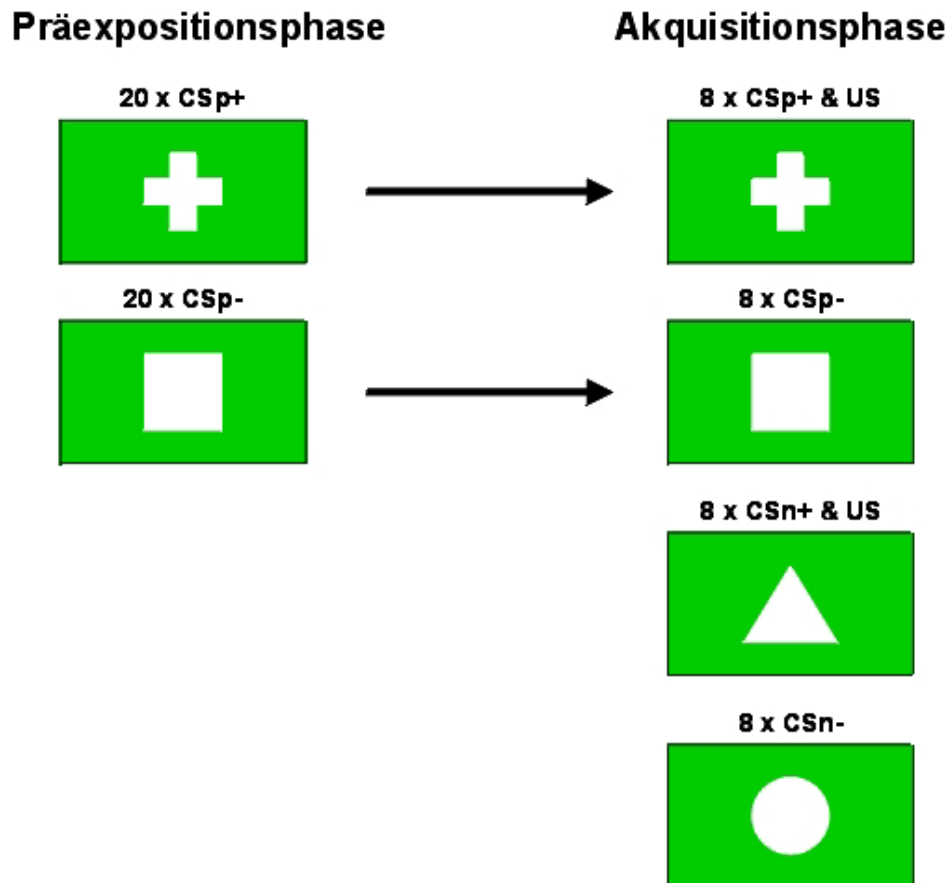 Präexpositionsphase
Akquisitionsphase
20 x CSp+
8 x CSp+ & US
20 x CSp-
8 x CSp-
8 x CSn+ & US
8 x CSn-